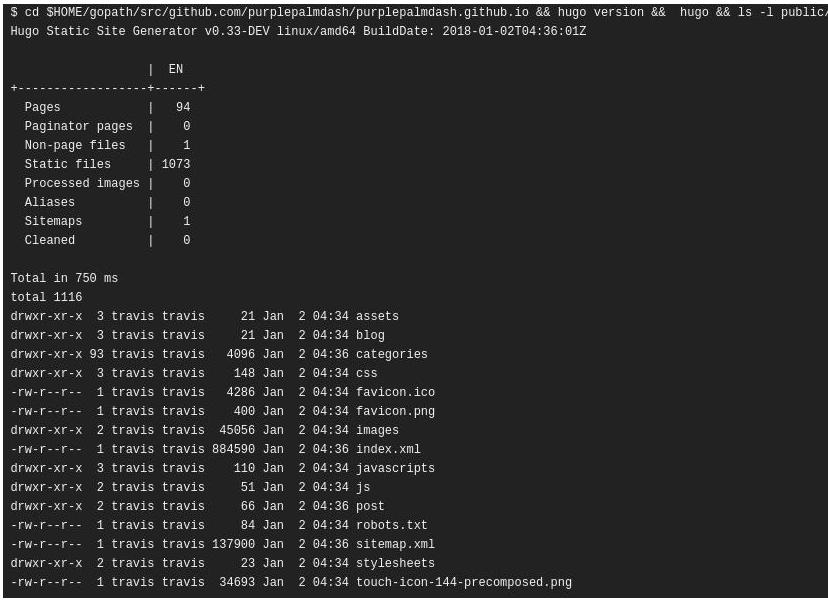 $ cd $HOME/gopath/src/github.com/purplepalmdash/purplepalmdash.github.io && hugo version &&  hugo && ls -l public/
Hugo Static Site Generator v0.33-DEV linux/amd64 BuildDate: 2018-01-02T04:36:01Z
                   |  EN
+------------------+------+
  Pages            |   94
  Paginator pages  |    0
  Non-page files   |    1
  Static files     | 1073
  Processed images |    0
  Aliases          |    0
  Sitemaps         |    1
  Cleaned          |    0
Total in 750 ms
total 1116
drwxr-xr-x  3 travis travis     21 Jan  2 04:34 assets
drwxr-xr-x  3 travis travis     21 Jan  2 04:34 blog
drwxr-xr-x 93 travis travis   4096 Jan  2 04:36 categories
drwxr-xr-x  3 travis travis    148 Jan  2 04:34 css
-rw-r--r--  1 travis travis   4286 Jan  2 04:34 favicon.ico
-rw-r--r--  1 travis travis    400 Jan  2 04:34 favicon.png
drwxr-xr-x  2 travis travis  45056 Jan  2 04:34 images
-rw-r--r--  1 travis travis 884590 Jan  2 04:36 index.xml
drwxr-xr-x  3 travis travis    110 Jan  2 04:34 javascripts
drwxr-xr-x  2 travis travis     51 Jan  2 04:34 js
drwxr-xr-x  2 travis travis     66 Jan  2 04:36 post
-rw-r--r--  1 travis travis     84 Jan  2 04:34 robots.txt
-rw-r--r--  1 travis travis 137900 Jan  2 04:36 sitemap.xml
drwxr-xr-x  2 travis travis     23 Jan  2 04:34 stylesheets
-rw-r--r--  1 travis travis  34693 Jan  2 04:34 touch-icon-144-precomposed.png